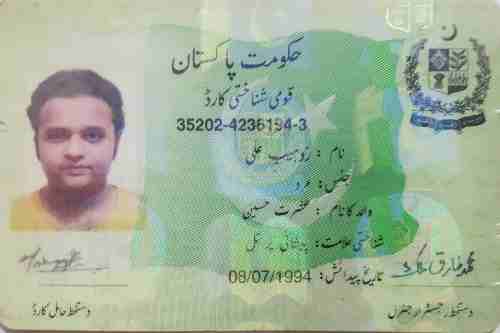 حکومت پاکستان
قومی شناختی کارڈ
35202-4236194-3
نام : زوہیب علی
جنس : مرد
والد کا نام : عشرت حسین
شناختی علامت : پیشانی پر تل
تاریخ پیدائش : 08/07/1994
دستخط حامل کارڈ
دستخط رجسٹرار جنرل